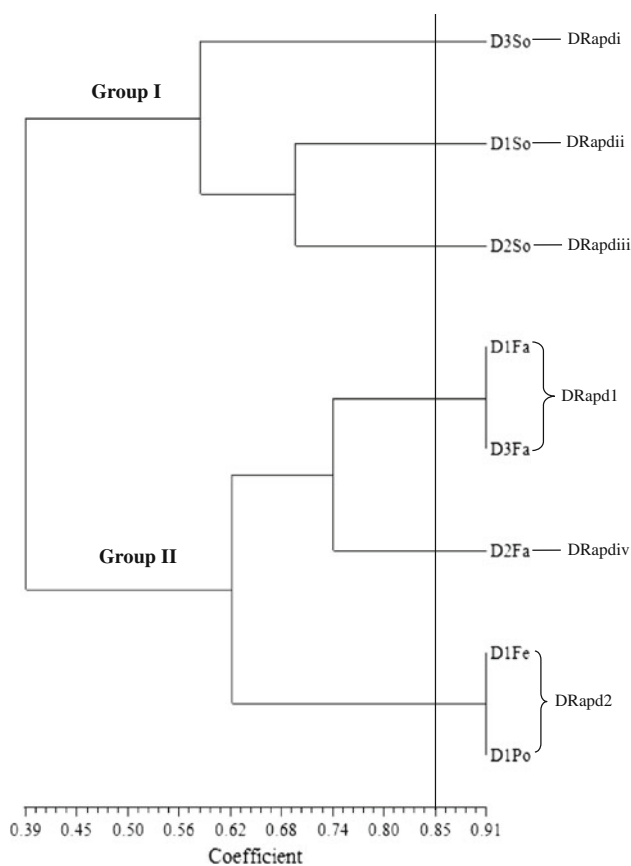 D3So DRapdi
Group I
D1So DRapdii
D2So DRapdiii
D1Fa
DRapd1
D3Fa
Group II
D2Fa DRapdiv
D1Fe
DRapd2
D1Po
0.39 0.45 0.50 0.56 0.62 0.68 0.74 0.80 0.85 0.91
Coefficient